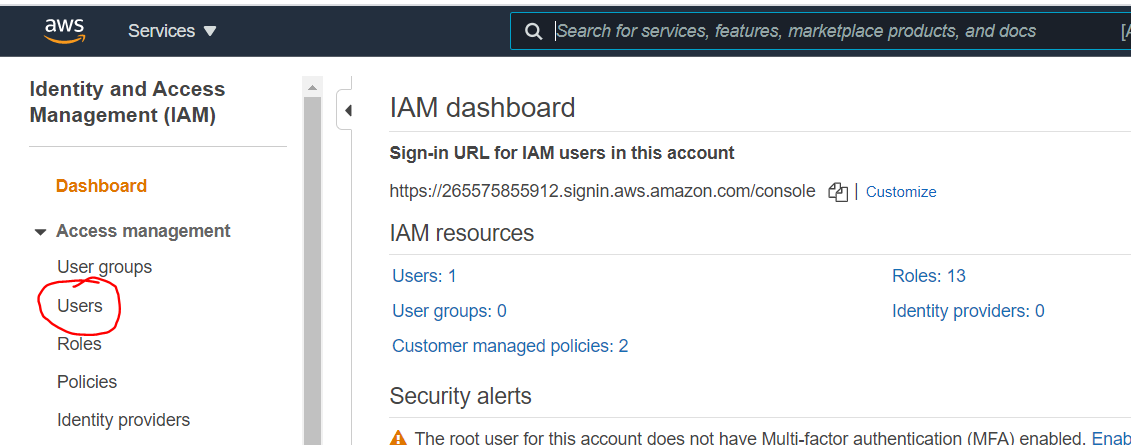 aws
Services ▼
Search for services, features, marketplace products, and docs
[A
Identity and Access
Management (IAM)
Dashboard
Access management
User groups
Users
Roles
Policies
Identity providers
IAM dashboard
Sign-in URL for IAM users in this account
https://265575855912.signin.aws.amazon.com/console | Customize
IAM resources
Users: 1 Roles: 13
User groups: 0 Identity providers: 0
Customer managed policies: 2
Security alerts
The root user for this account does not have Multi-factor authentication (MFA) enabled. Enab